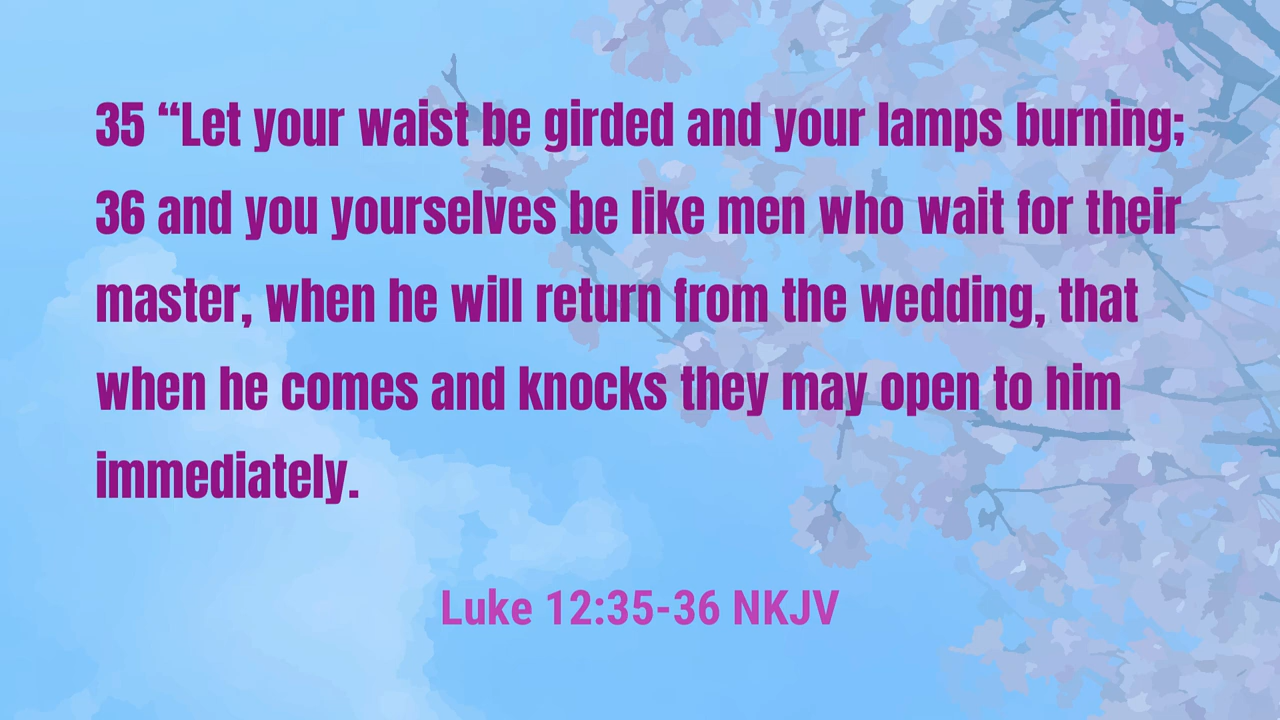 35 “Let your waist be girded and your lamps burning;
36 and you yourselves be like men who wait for their
master, when he will return from the wedding, that
when he comes and knocks they may open to him
immediately.
Luke 12:35-36 NKJV